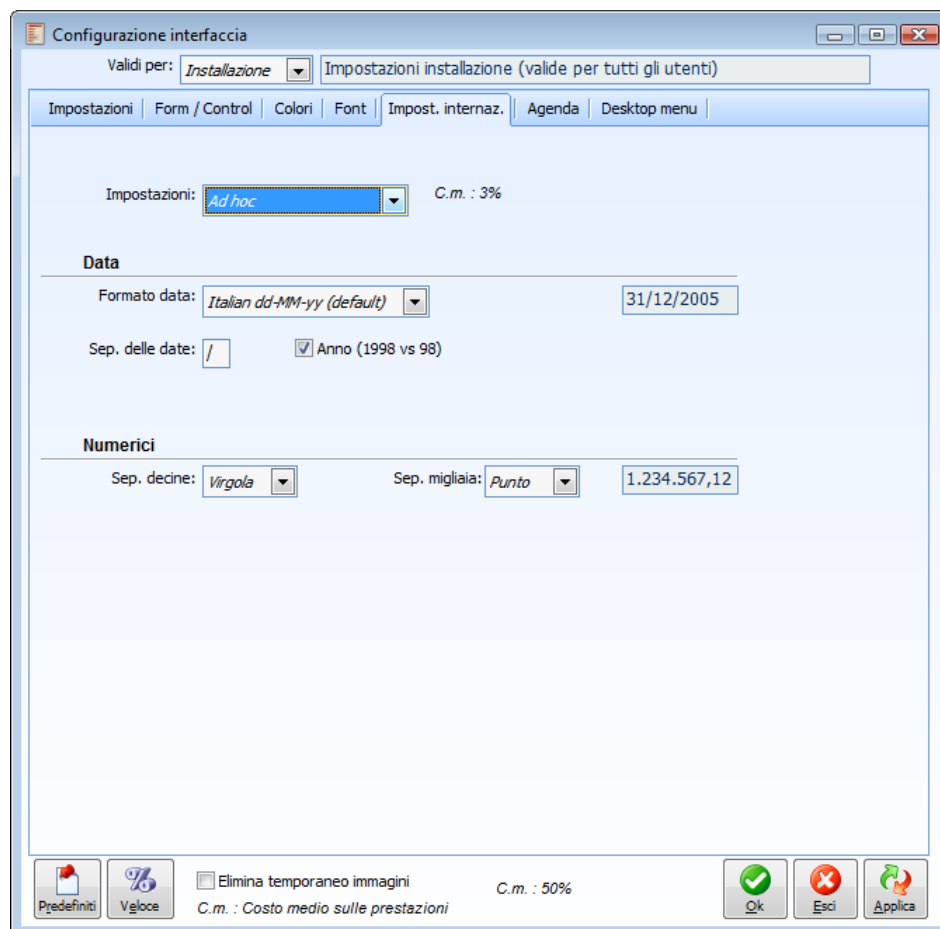 Configurazione interfaccia
Validi per: Installazione Impostazioni installazione (valide per tutti gli utenti)
Impostazioni Form / Control Colori Font Impost. internaz. Agenda Desktop menu
Impostazioni: Ad hoc C.m. : 3%
Data
Formato data: Italian dd-MM-yy (default) 31/12/2005
Sep. delle date: / Anno (1998 vs 98)
Numerici
Sep. decine: Virgola Sep. migliaia: Punto 1.234.567,12
Elimina temporaneo immagini C.m. : 50%
Predefiniti Veloce C.m. : Costo medio sulle prestazioni Ok Esci Applica